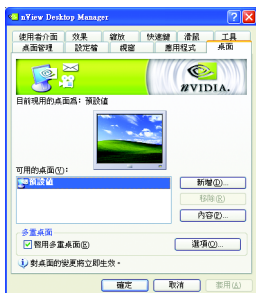 nView Desktop Manager
使用者介面 效果 縮放 快速鍵 滑鼠 工具
桌面管理 設定檔 視窗 應用程式 桌面
NVIDIA.
目前現用的桌面為: 預設值
可用的桌面(V):
預設值
新增(D)...
移除(R)
內容(P)...
多重桌面
啓用多重桌面(E)
選項(O)...
對桌面的變更將立即生效。
確定 取消 套用(A)